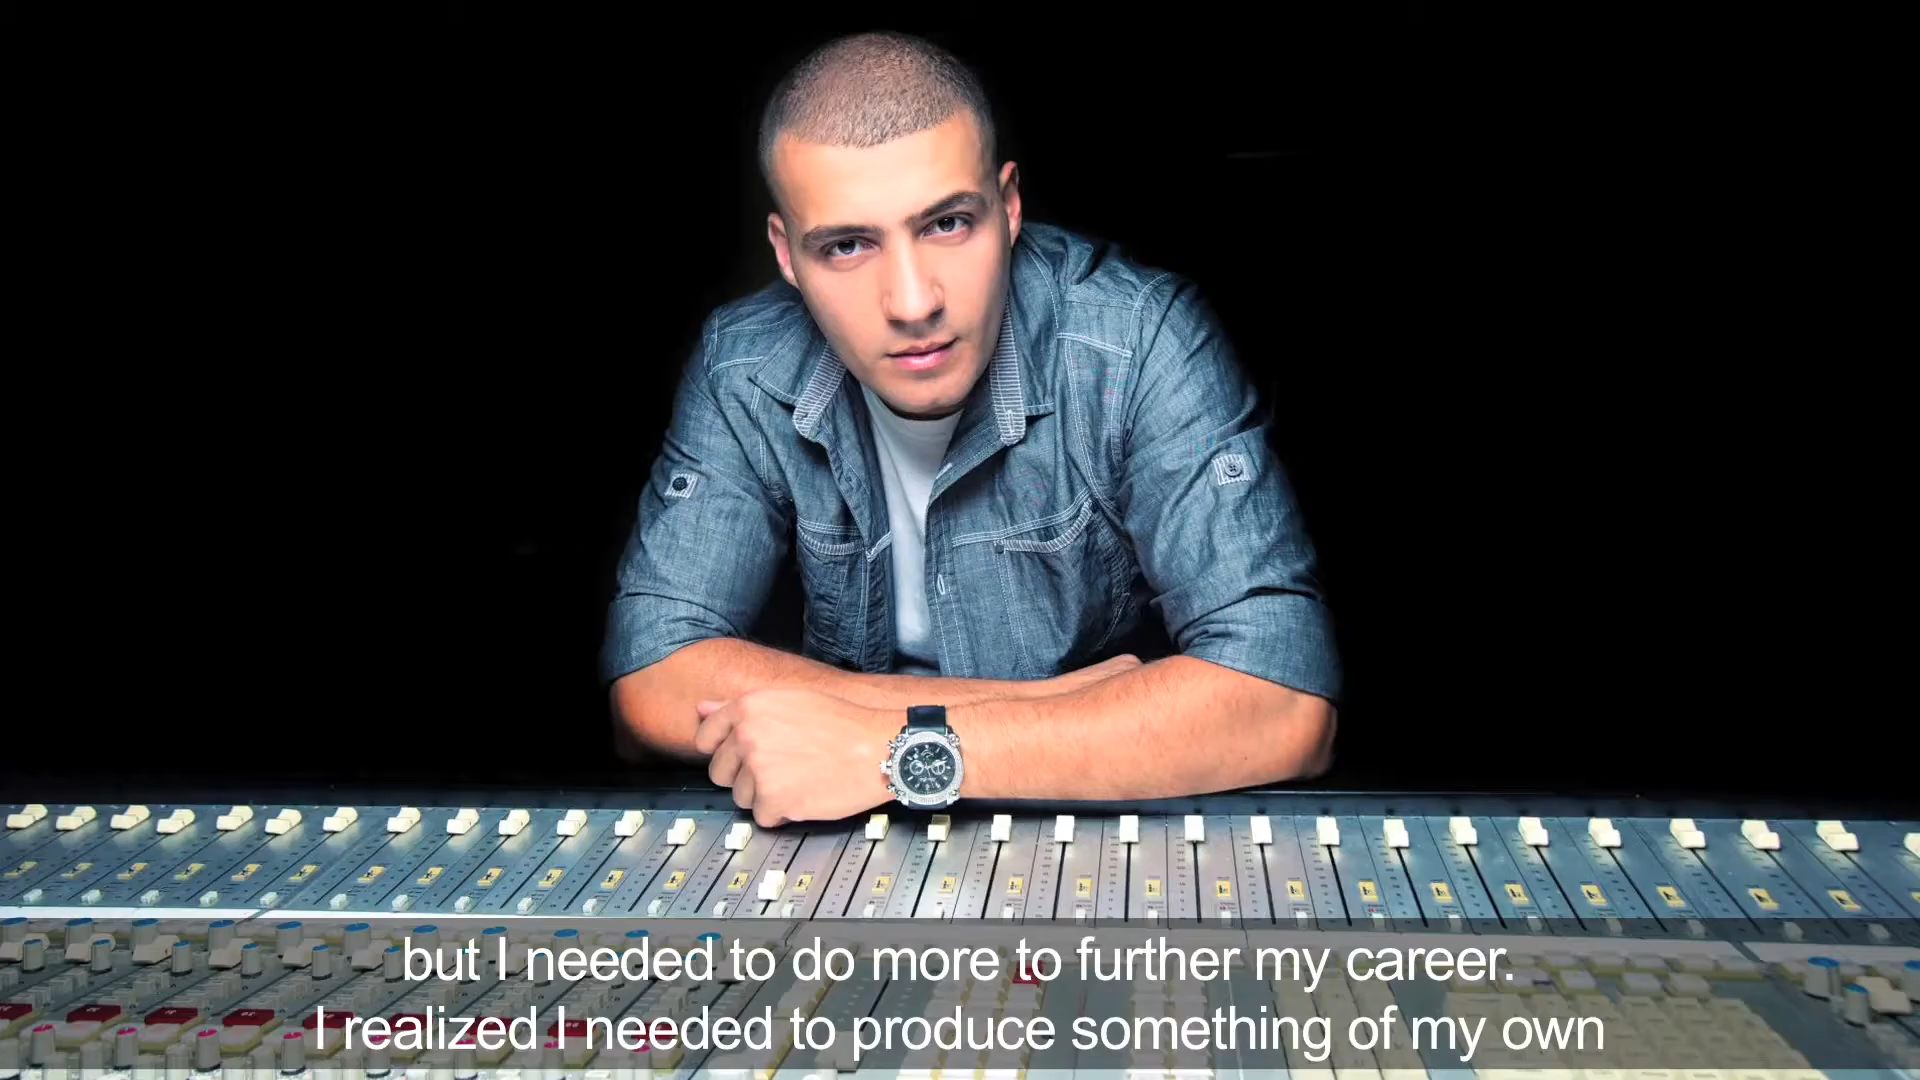 but I needed to do more to further my career.
I realized I needed to produce something of my own